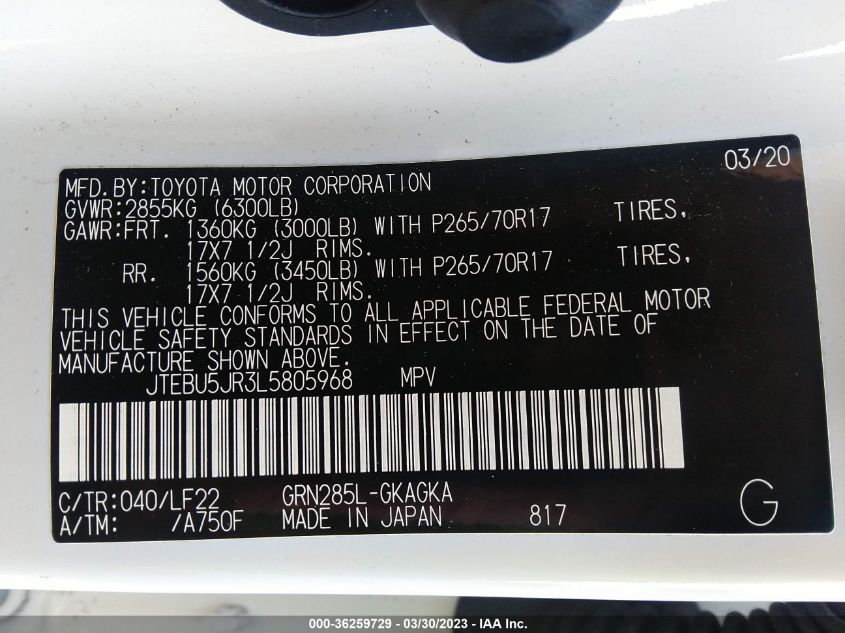 03/20
MFD.BY:TOYOTA MOTOR CORPORATION
GVWR:2855KG (6300LB)
GAWR:FRT. 1360KG (3000LB) WITH P265/70R17 TIRES,
17X7 1/2J RIMS.
RR. 1560KG (3450LB) WITH P265/70R17 TIRES,
17X7 1/2J RIMS.
THIS VEHICLE CONFORMS TO ALL APPLICABLE FEDERAL MOTOR
VEHICLE SAFETY STANDARDS IN EFFECT ON THE DATE OF
MANUFACTURE SHOWN ABOVE.
JTEBU5JR3L5805968 MPV
C/TR:040/LF22 GRN285L-GKAGKA
A/TM: /A750F MADE IN JAPAN 817 G
000-36259729 - 03/30/2023 - © IAA Inc.